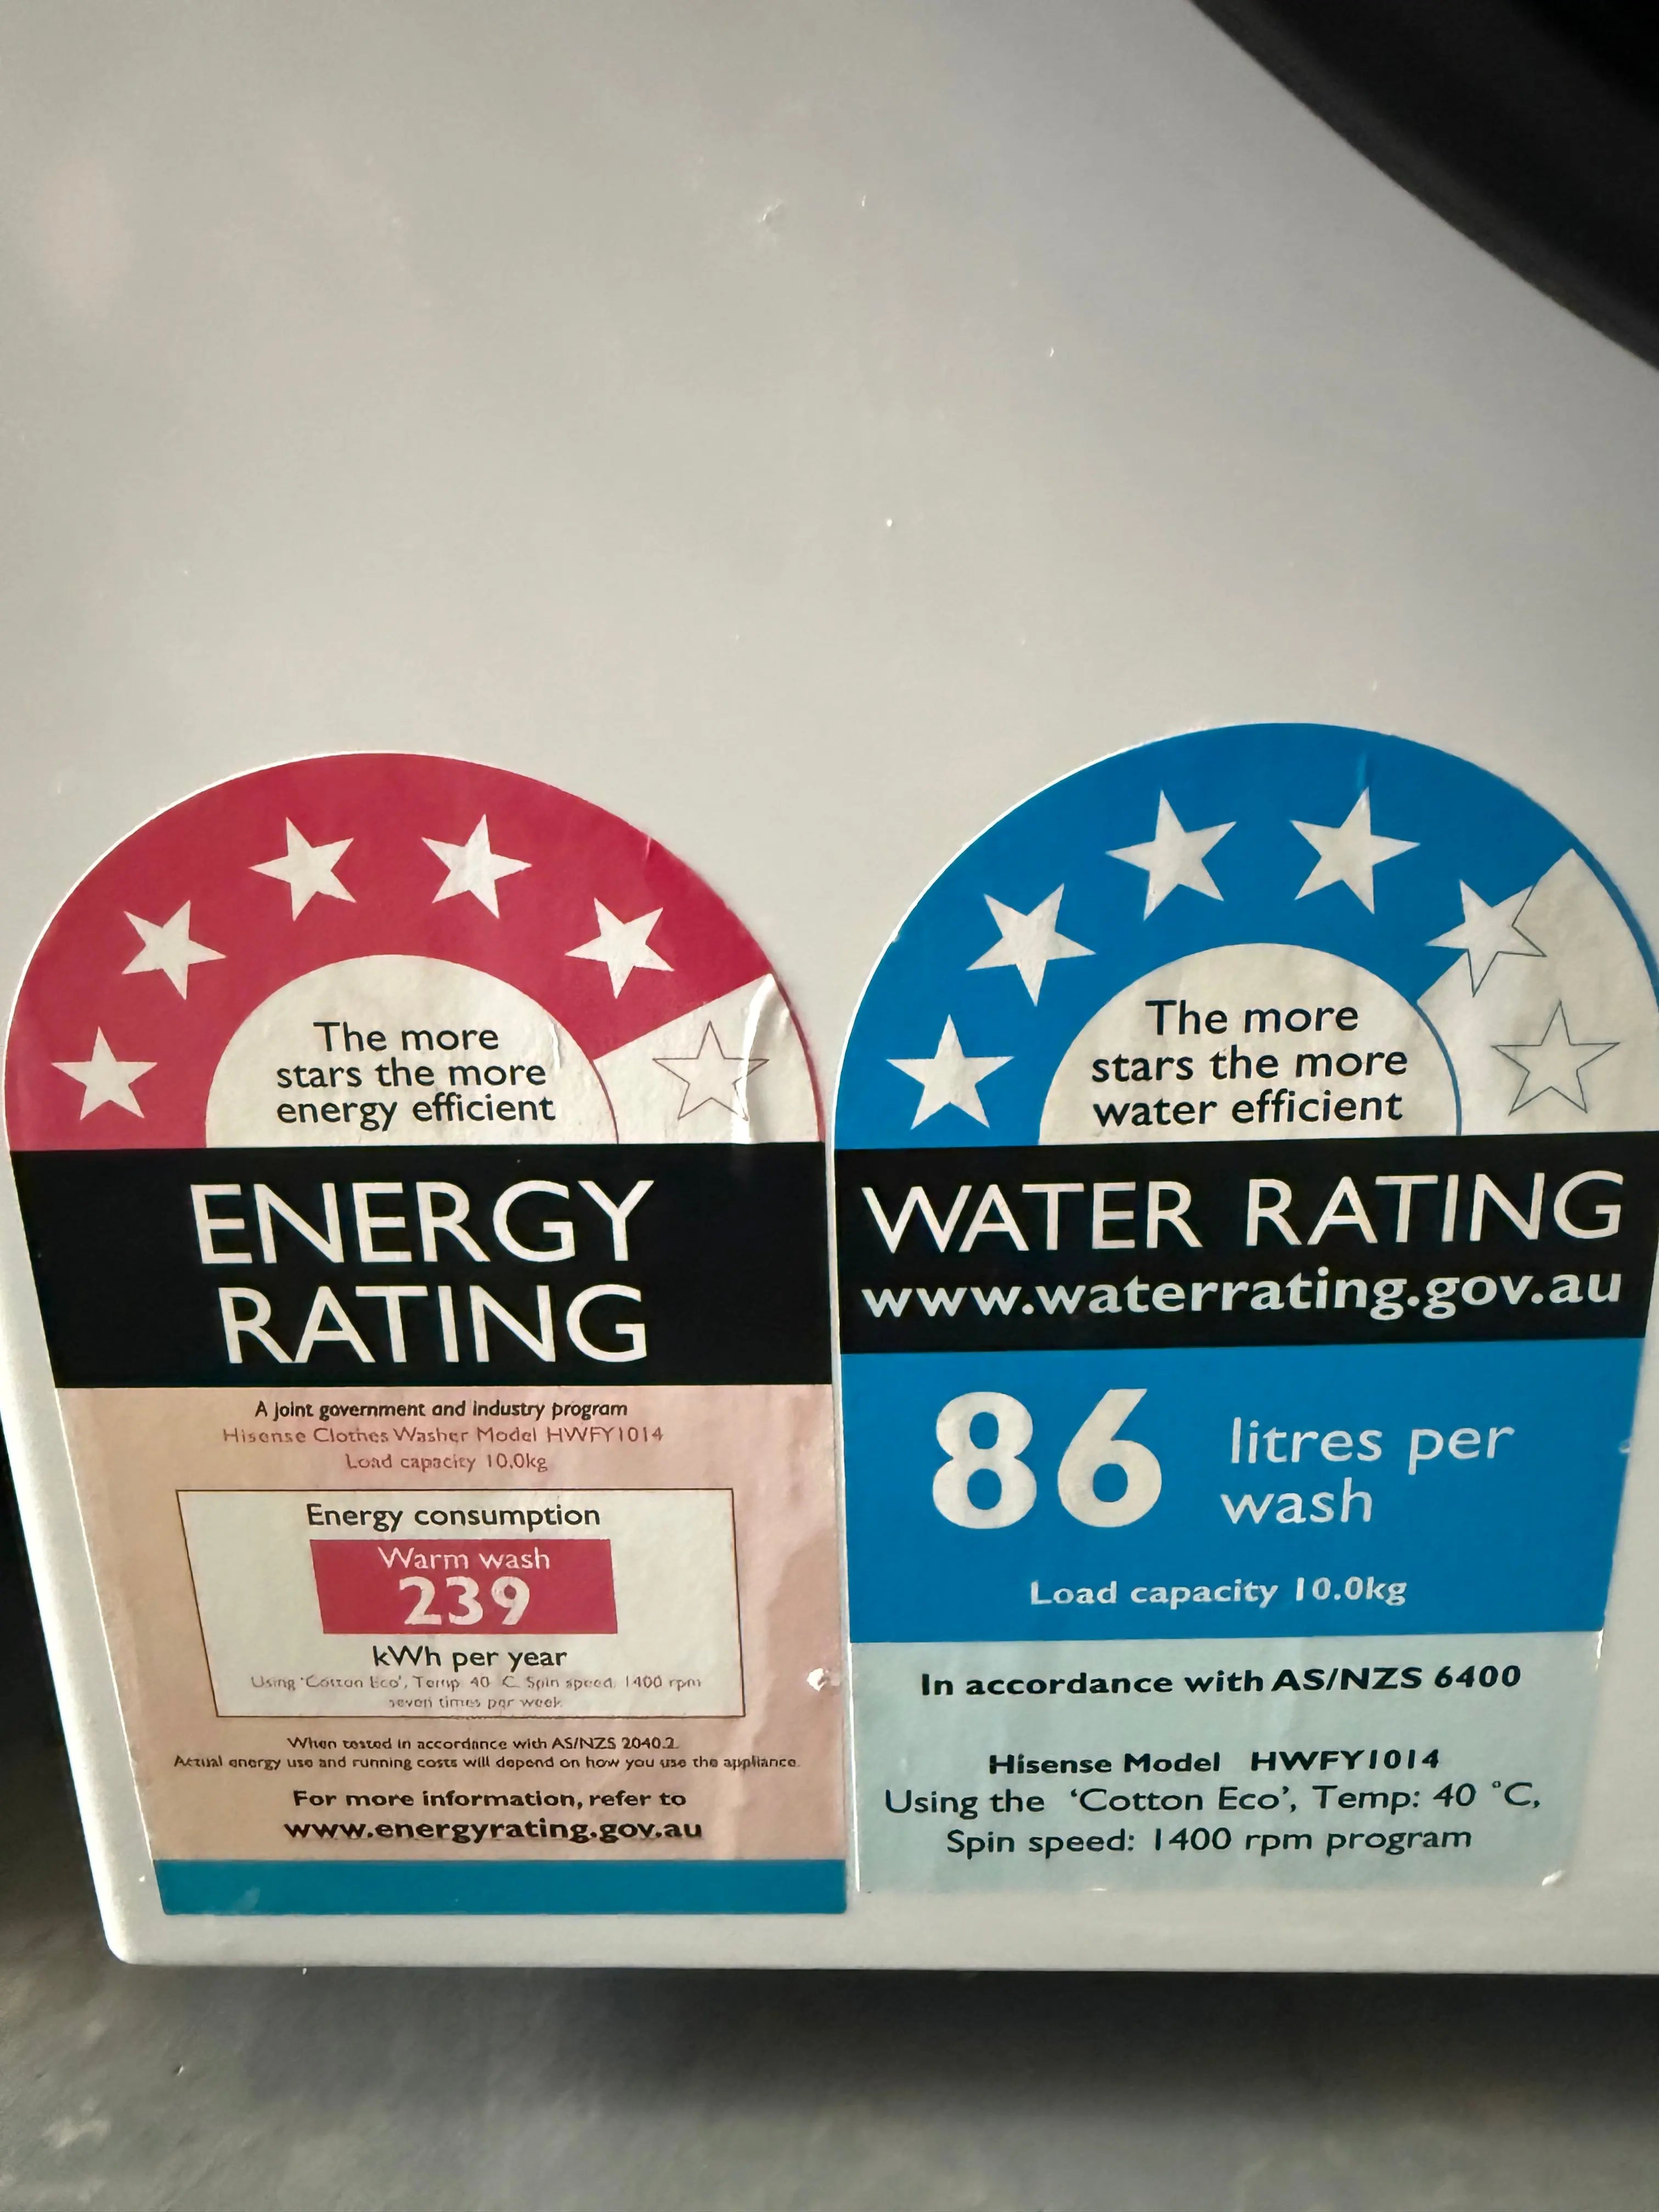 The more
stars the more
energy efficient
ENERGY
RATING
A joint government and industry program
Hisense Clothes Washer Model HWFY1014
Load capacity 10.0kg
Energy consumption
Warm wash
239
kWh per year
Using 'Cotton Eco', Temp 40 C, Spin speed: 1400 rpm
seven times per week
When tested in accordance with AS/NZS 2040.2.
Actual energy use and running costs will depend on how you use the appliance.
For more information, refer to
www.energyrating.gov.au
The more
stars the more
water efficient
WATER RATING
www.waterrating.gov.au
86 litres per
wash
Load capacity 10.0kg
In accordance with AS/NZS 6400
Hisense Model HWFY1014
Using the 'Cotton Eco', Temp: 40 °C,
Spin speed: 1400 rpm program